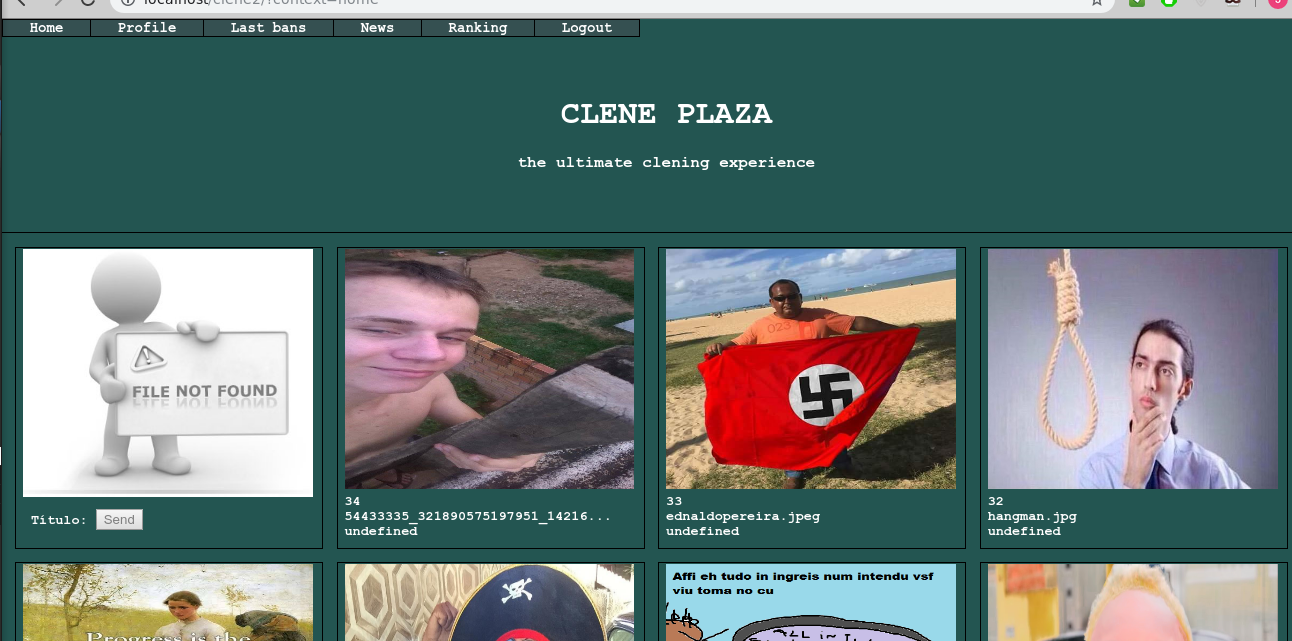 localhost/clene2/?context=home
Home Profile Last bans News Ranking Logout
CLENE PLAZA
the ultimate clening experience
FILE NOT FOUND
023
Título: Send
34
54433335_321890575197951_14216...
undefined
33
ednaldopereira.jpeg
undefined
32
hangman.jpg
undefined
Progress is the
Affi eh tudo in ingreis num intendu vsf
viu toma no cu